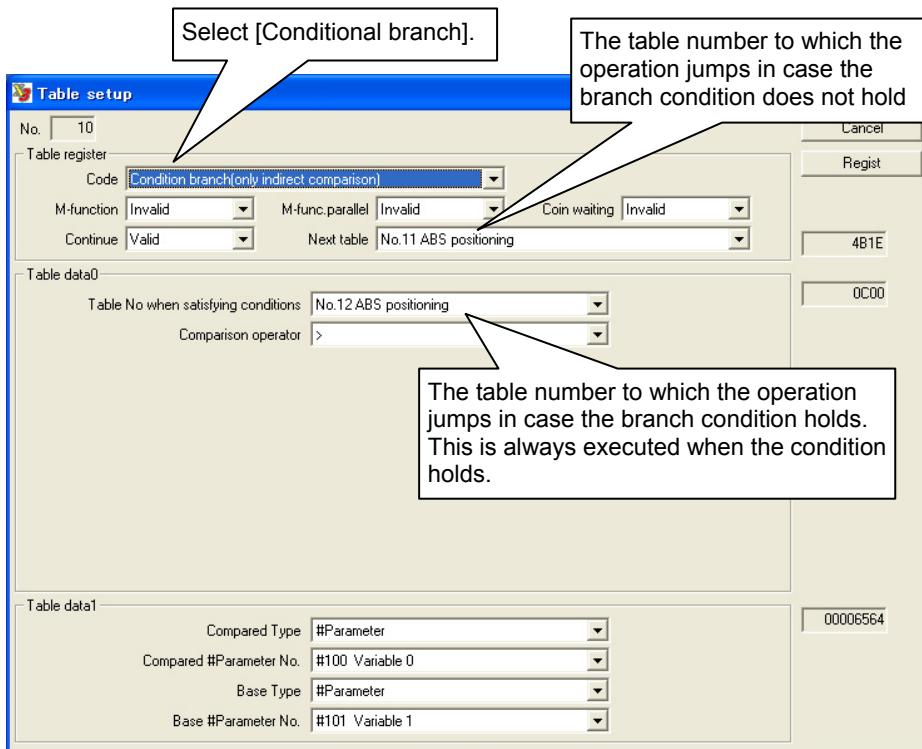 Select [Conditional branch].
The table number to which the
operation jumps in case the
branch condition does not hold
Table setup
No. 10
Cancel
Table register
Regist
Code Condition branch(only indirect comparison)
M-function Invalid M-func.parallel Invalid Coin waiting Invalid
Continue Valid Next table No.11 ABS positioning
4B1E
Table data0
0C00
Table No when satisfying conditions No.12 ABS positioning
Comparison operator >
The table number to which the operation
jumps in case the branch condition holds.
This is always executed when the condition
holds.
Table data1
00006564
Compared Type #Parameter
Compared #Parameter No. #100 Variable 0
Base Type #Parameter
Base #Parameter No. #101 Variable 1